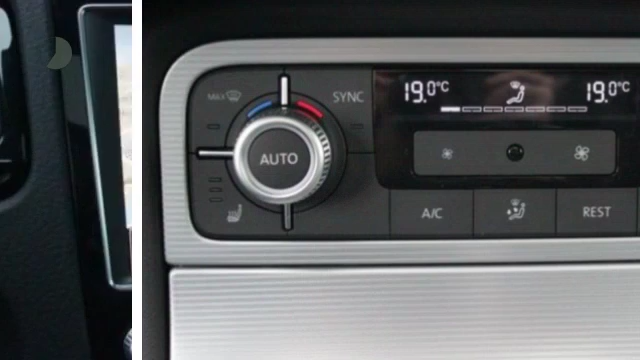 MAX
SYNC
19.0°C
19.0°C
AUTO
A/C
REST